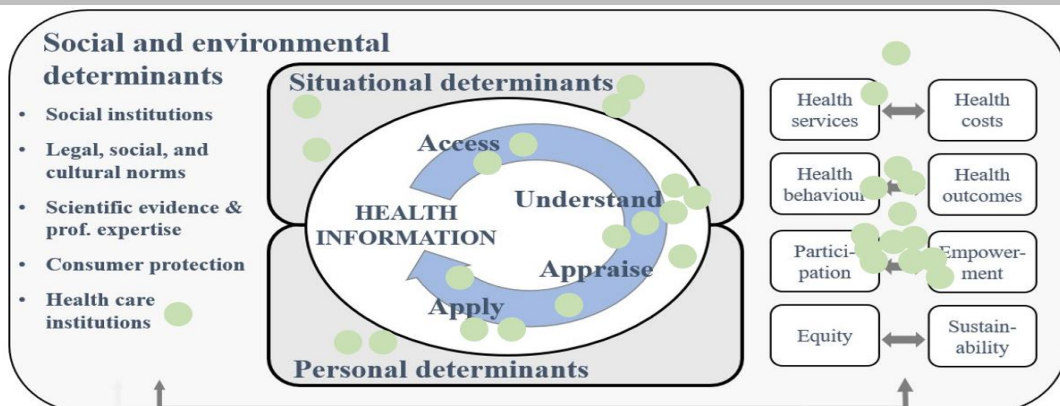 Social and environmental
determinants
• Social institutions
• Legal, social, and
cultural norms
• Scientific evidence &
prof. expertise
• Consumer protection
• Health care
institutions
Situational determinants
Access
Understand
HEALTH
INFORMATION
Appraise
Apply
Personal determinants
Health
services
Health
costs
Health
behaviour
Health
outcomes
Partici-
pation
Empower-
ment
Equity
Sustain-
ability